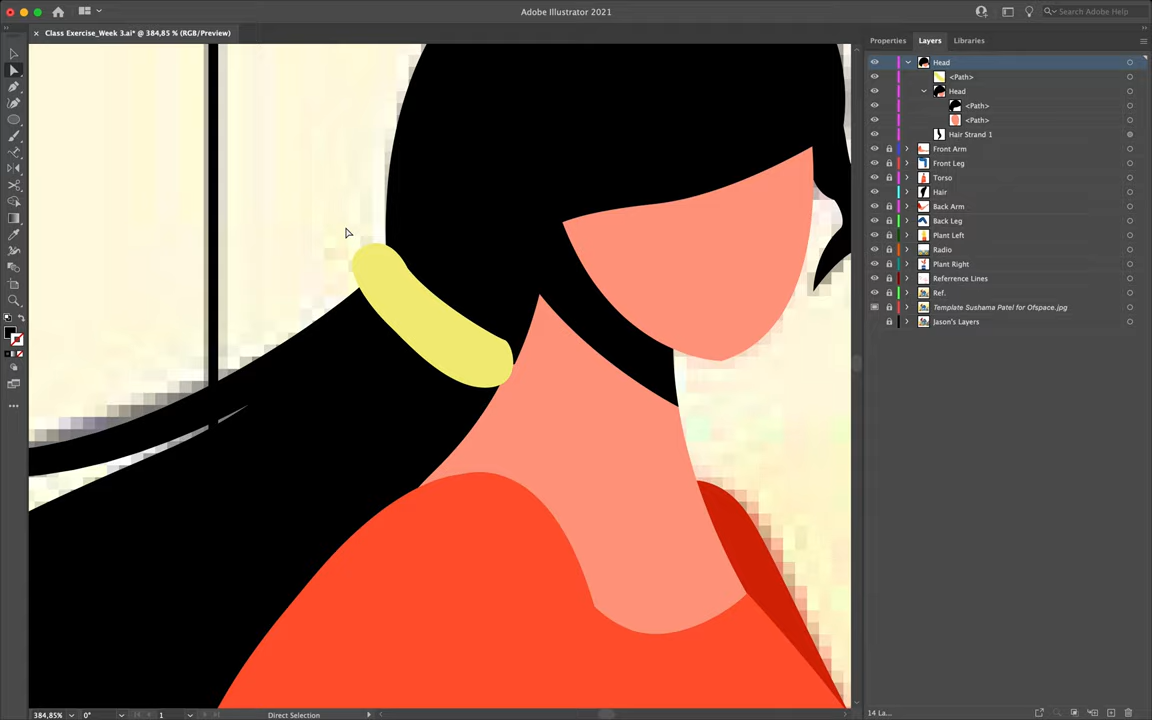 Adobe Illustrator 2021
Search Adobe Help
× Class Exercise_Week 3.ai* @ 384,85 % (RGB/Preview)
Properties Layers Libraries
Head
<Path>
Head
<Path>
<Path>
Hair Strand 1
Front Arm
Front Leg
Torso
Hair
Back Arm
Back Leg
Plant Left
Radio
Plant Right
Referrence Lines
Ref.
Template Sushama Patel for Ofspace.jpg
Jason's Layers
384,85% 0° 1 Direct Selection 14 La...